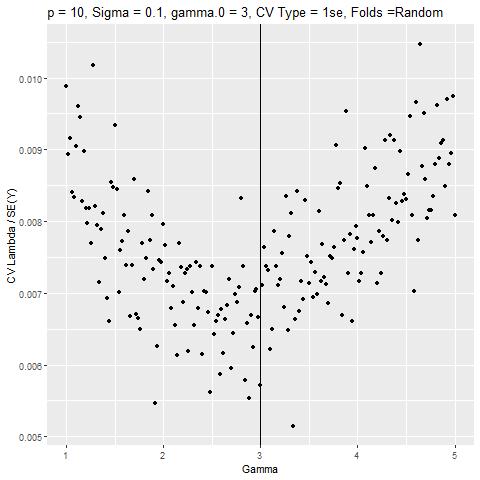 p = 10, Sigma = 0.1, gamma.0 = 3, CV Type = 1se, Folds =Random
0.010
0.009
0.008
0.007
0.006
0.005
CV Lambda / SE(Y)
1 2 3 4 5
Gamma